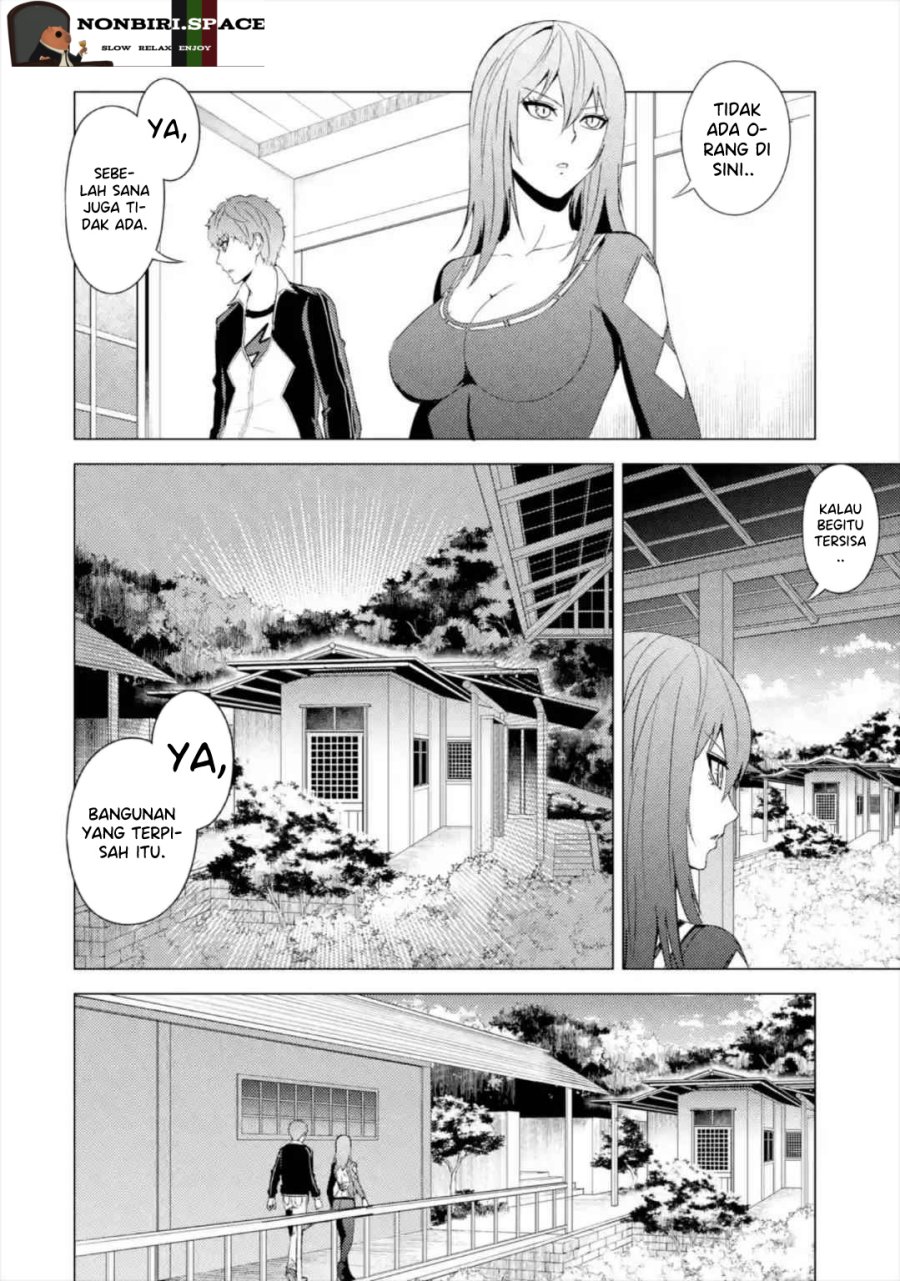 NONBIRI.SPACE
SLOW RELAX ENJOY
TIDAK
ADA O-
RANG DI
SINI..
YA,
SEBE-
LAH SANA
JUGA TI-
DAK ADA.
KALAU
BEGITU
TERSISA
..
YA,
BANGUNAN
YANG TERPI-
SAH ITU.